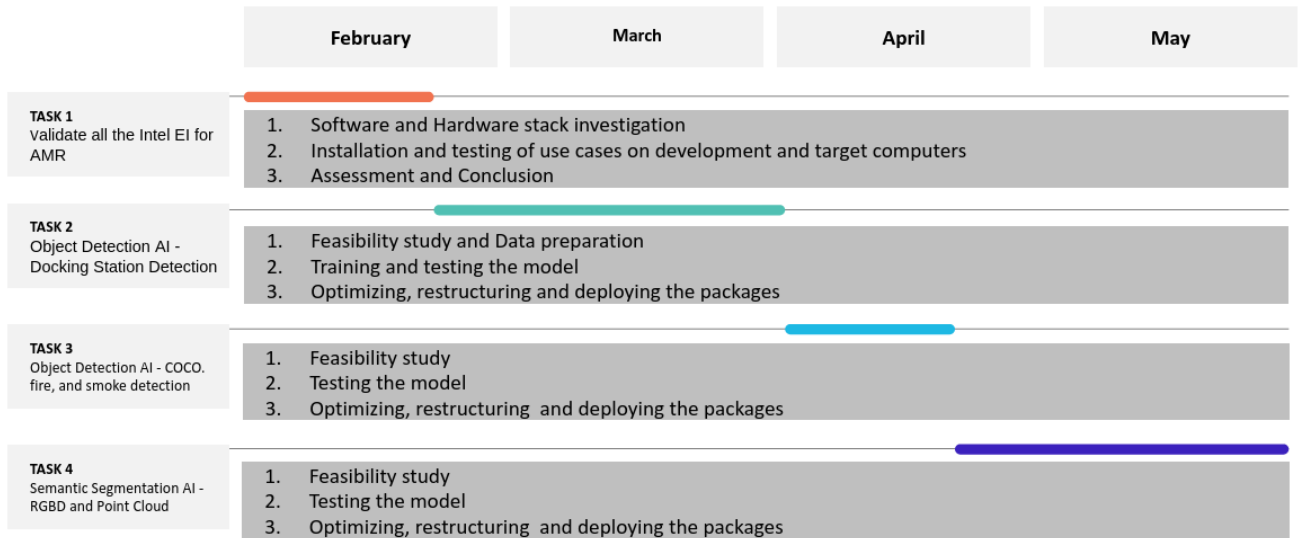 February
March
April
May
TASK 1
Validate all the Intel EI for
AMR
1. Software and Hardware stack investigation
2. Installation and testing of use cases on development and target computers
3. Assessment and Conclusion
TASK 2
Object Detection AI -
Docking Station Detection
1. Feasibility study and Data preparation
2. Training and testing the model
3. Optimizing, restructuring and deploying the packages
TASK 3
Object Detection AI - COCO.
fire, and smoke detection
1. Feasibility study
2. Testing the model
3. Optimizing, restructuring  and deploying the packages
TASK 4
Semantic Segmentation AI -
RGBD and Point Cloud
1. Feasibility study
2. Testing the model
3. Optimizing, restructuring  and deploying the packages